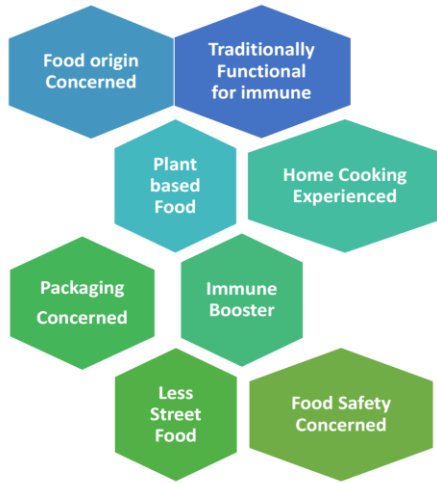 Food origin
Concerned
Traditionally
Functional
for immune
Plant
based
Food
Home Cooking
Experienced
Packaging
Concerned
Immune
Booster
Less
Street
Food
Food Safety
Concerned